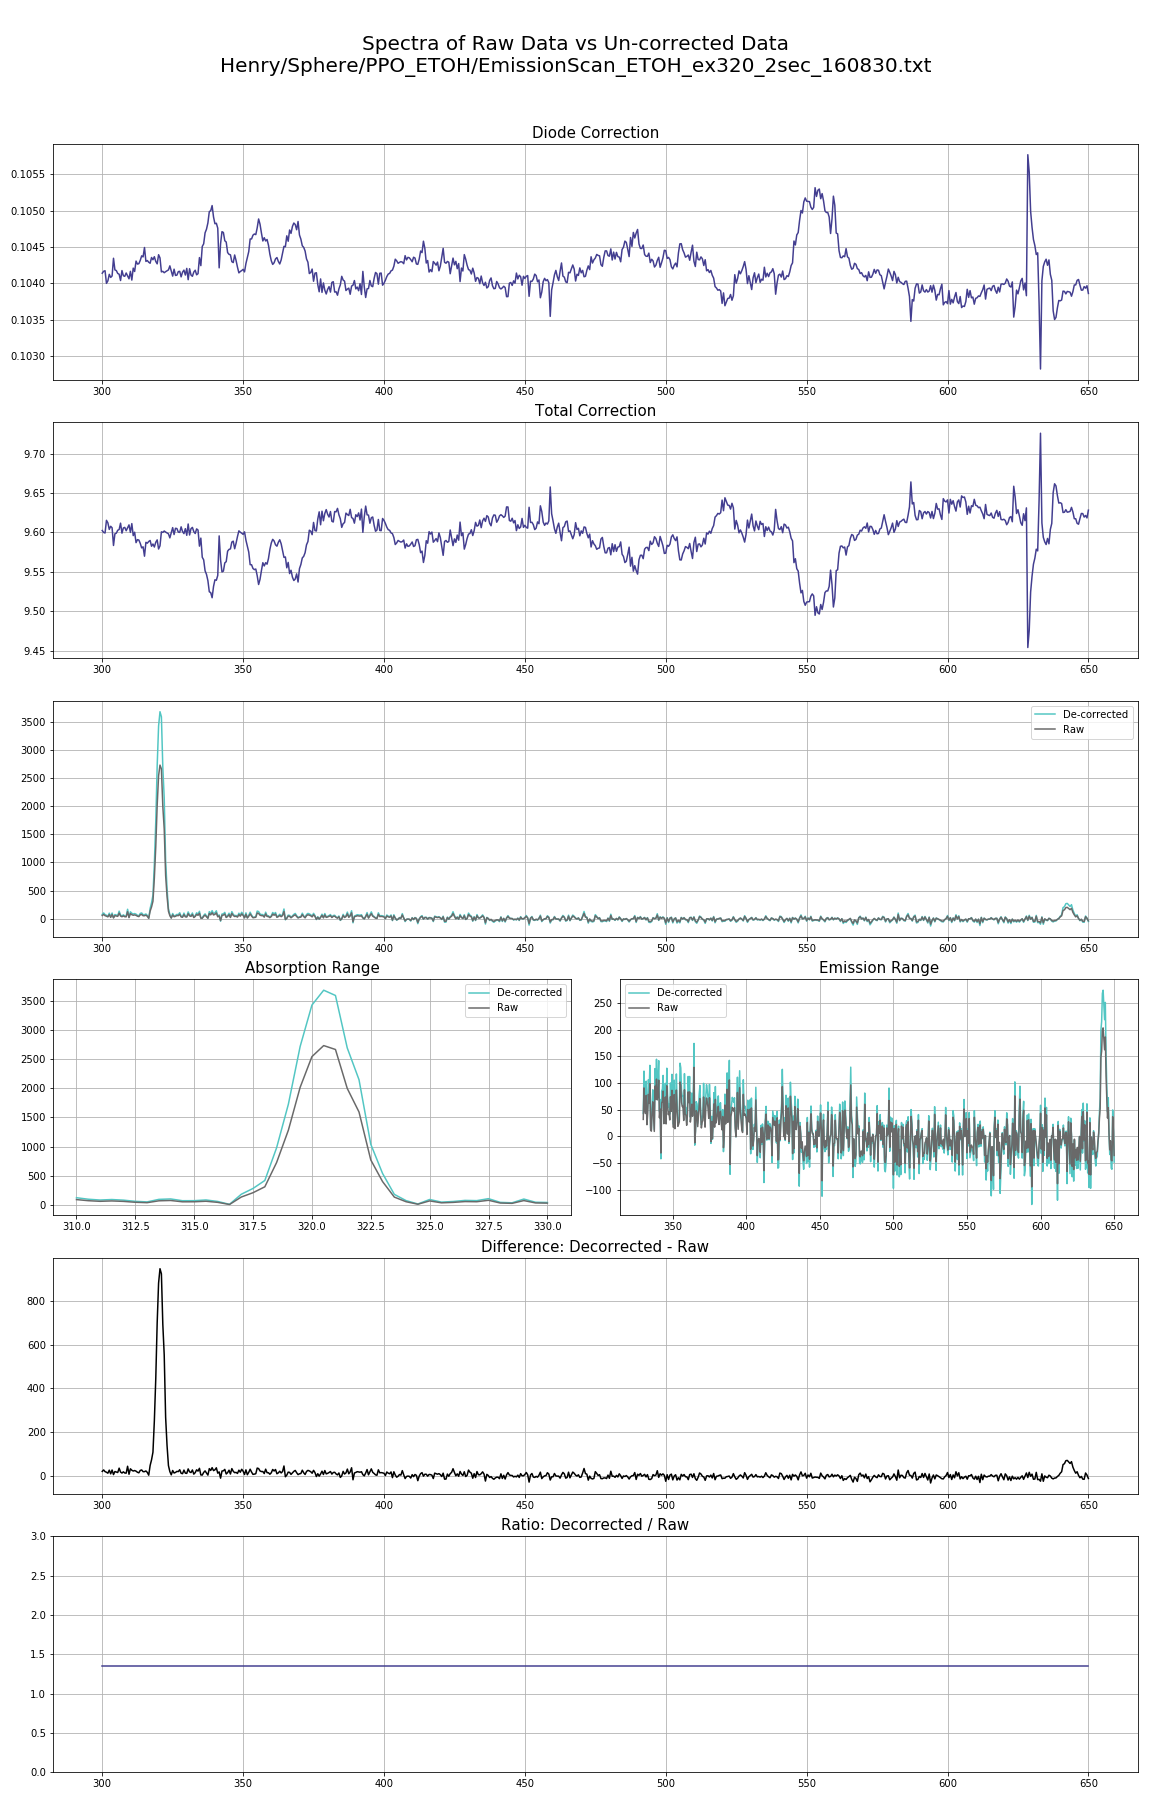 Spectra of Raw Data vs Un-corrected Data
Henry/Sphere/PPO_ETOH/EmissionScan_ETOH_ex320_2sec_160830.txt
Diode Correction
0.1055
0.1050
0.1045
0.1040
0.1035
0.1030
300 350 400 450 500 550 600 650
Total Correction
9.70
9.65
9.60
9.55
9.50
9.45
300 350 400 450 500 550 600 650
De-corrected
Raw
3500
3000
2500
2000
1500
1000
500
0
300 350 400 450 500 550 600 650
Absorption Range
De-corrected
Raw
3500
3000
2500
2000
1500
1000
500
0
310.0 312.5 315.0 317.5 320.0 322.5 325.0 327.5 330.0
Emission Range
De-corrected
Raw
250
200
150
100
50
0
−50
−100
350 400 450 500 550 600 650
Difference: Decorrected - Raw
800
600
400
200
0
300 350 400 450 500 550 600 650
Ratio: Decorrected / Raw
3.0
2.5
2.0
1.5
1.0
0.5
0.0
300 350 400 450 500 550 600 650